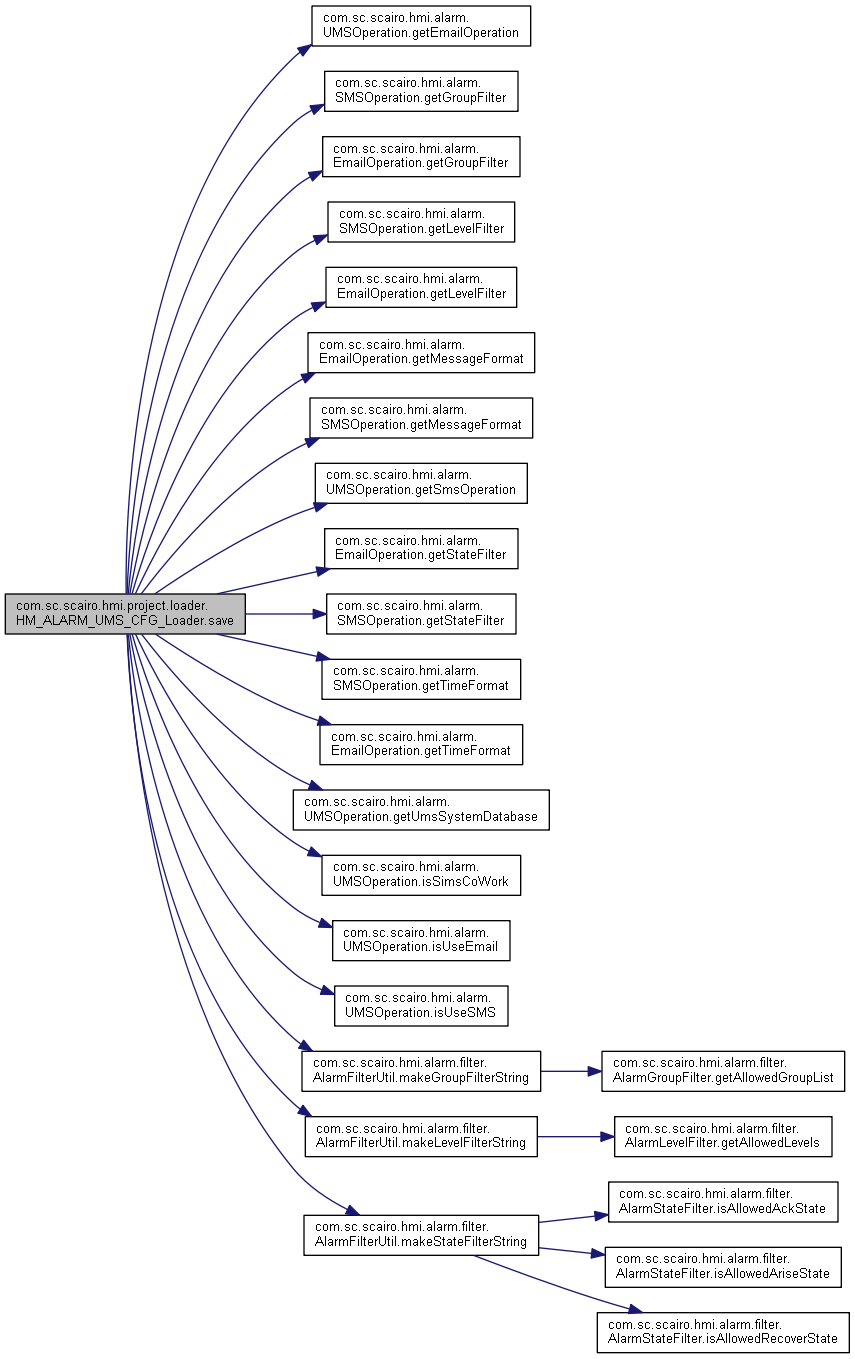 com.sc.scairo.hmi.alarm.
UMSOperation.getEmailOperation
com.sc.scairo.hmi.alarm.
SMSOperation.getGroupFilter
com.sc.scairo.hmi.alarm.
EmailOperation.getGroupFilter
com.sc.scairo.hmi.alarm.
SMSOperation.getLevelFilter
com.sc.scairo.hmi.alarm.
EmailOperation.getLevelFilter
com.sc.scairo.hmi.alarm.
EmailOperation.getMessageFormat
com.sc.scairo.hmi.alarm.
SMSOperation.getMessageFormat
com.sc.scairo.hmi.alarm.
UMSOperation.getSmsOperation
com.sc.scairo.hmi.alarm.
EmailOperation.getStateFilter
com.sc.scairo.hmi.project.loader.
HM_ALARM_UMS_CFG_Loader.save
com.sc.scairo.hmi.alarm.
SMSOperation.getStateFilter
com.sc.scairo.hmi.alarm.
SMSOperation.getTimeFormat
com.sc.scairo.hmi.alarm.
EmailOperation.getTimeFormat
com.sc.scairo.hmi.alarm.
UMSOperation.getUmsSystemDatabase
com.sc.scairo.hmi.alarm.
UMSOperation.isSimsCoWork
com.sc.scairo.hmi.alarm.
UMSOperation.isUseEmail
com.sc.scairo.hmi.alarm.
UMSOperation.isUseSMS
com.sc.scairo.hmi.alarm.filter.
AlarmFilterUtil.makeGroupFilterString
com.sc.scairo.hmi.alarm.filter.
AlarmGroupFilter.getAllowedGroupList
com.sc.scairo.hmi.alarm.filter.
AlarmFilterUtil.makeLevelFilterString
com.sc.scairo.hmi.alarm.filter.
AlarmLevelFilter.getAllowedLevels
com.sc.scairo.hmi.alarm.filter.
AlarmFilterUtil.makeStateFilterString
com.sc.scairo.hmi.alarm.filter.
AlarmStateFilter.isAllowedAckState
com.sc.scairo.hmi.alarm.filter.
AlarmStateFilter.isAllowedAriseState
com.sc.scairo.hmi.alarm.filter.
AlarmStateFilter.isAllowedRecoverState